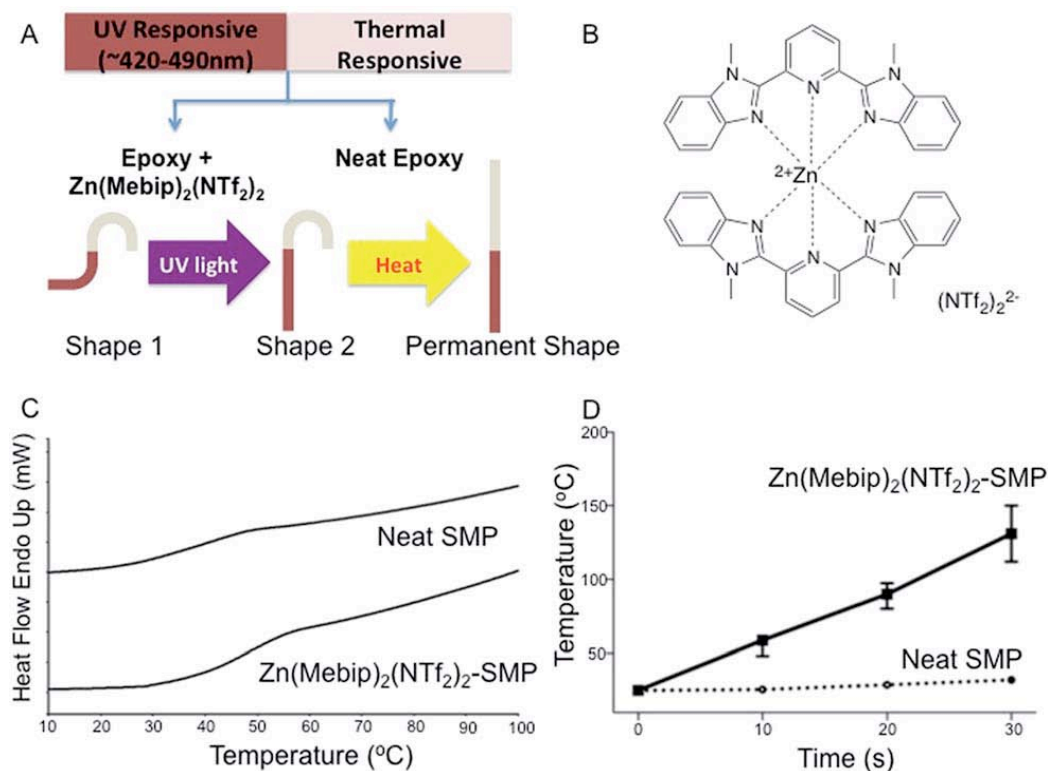 A
UV Responsive
(~420-490nm)
Thermal
Responsive
Epoxy +
Zn(Mebip)₂(NTf₂)₂
Neat Epoxy
UV light
Heat
Shape 1
Shape 2
Permanent Shape
B
N
N
N
N
N
²⁺Zn
N
N
N
N
N
(NTf₂)₂²⁻
C
Heat Flow Endo Up (mW)
Neat SMP
Zn(Mebip)₂(NTf₂)₂-SMP
10 20 30 40 50 60 70 80 90 100
Temperature (°C)
D
Temperature (°C)
200
150
100
50
Zn(Mebip)₂(NTf₂)₂-SMP
Neat SMP
0 10 20 30
Time (s)